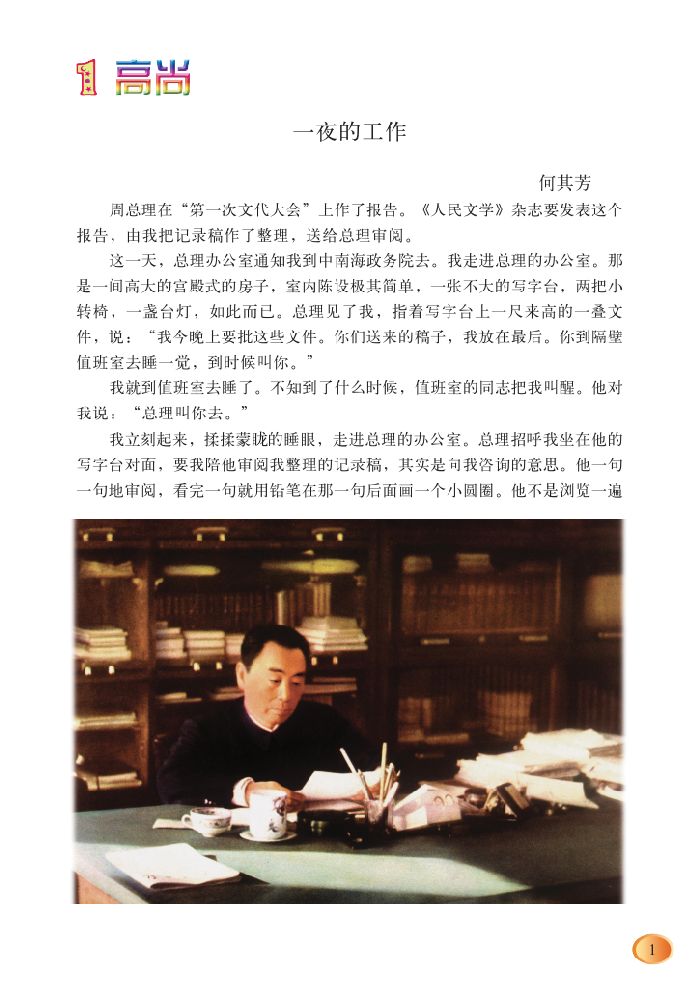 1 高尚
一夜的工作
何其芳
周总理在“第一次文代大会”上作了报告。《人民文学》杂志要发表这个
报告，由我把记录稿作了整理，送给总理审阅。
这一天，总理办公室通知我到中南海政务院去。我走进总理的办公室。那
是一间高大的宫殿式的房子，室内陈设极其简单，一张不大的写字台，两把小
转椅，一盏台灯，如此而已。总理见了我，指着写字台上一尺来高的一叠文
件，说：“我今晚上要批这些文件。你们送来的稿子，我放在最后。你到隔壁
值班室去睡一觉，到时候叫你。”
我就到值班室去睡了。不知到了什么时候，值班室的同志把我叫醒。他对
我说：“总理叫你去。”
我立刻起来，揉揉蒙眬的睡眼，走进总理的办公室。总理招呼我坐在他的
写字台对面，要我陪他审阅我整理的记录稿，其实是向我咨询的意思。他一句
一句地审阅，看完一句就用铅笔在那一句后面画一个小圆圈。他不是浏览一遍
1